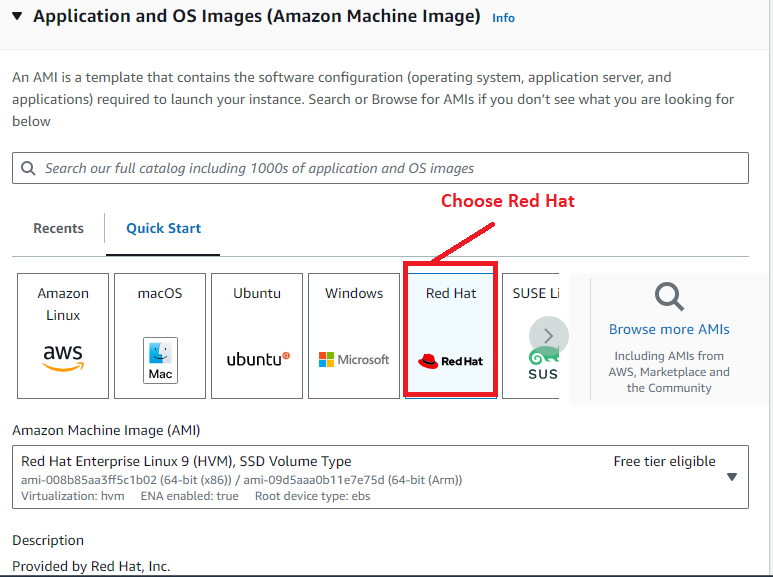 Application and OS Images (Amazon Machine Image) Info
An AMI is a template that contains the software configuration (operating system, application server, and
applications) required to launch your instance. Search or Browse for AMIs if you don't see what you are looking for
below
Search our full catalog including 1000s of application and OS images
Choose Red Hat
Recents
Quick Start
Amazon
Linux
aws
macOS
Mac
Ubuntu
ubuntu
Windows
Microsoft
Red Hat
Red Hat
SUSE Li
SUS
Browse more AMIs
Including AMIs from
AWS, Marketplace and
the Community
Amazon Machine Image (AMI)
Red Hat Enterprise Linux 9 (HVM), SSD Volume Type
Free tier eligible
ami-008b85aa3ff5c1b02 (64-bit (x86)) / ami-09d5aaa0b11e7e75d (64-bit (Arm))
Virtualization: hvm ENA enabled: true Root device type: ebs
Description
Provided by Red Hat, Inc.